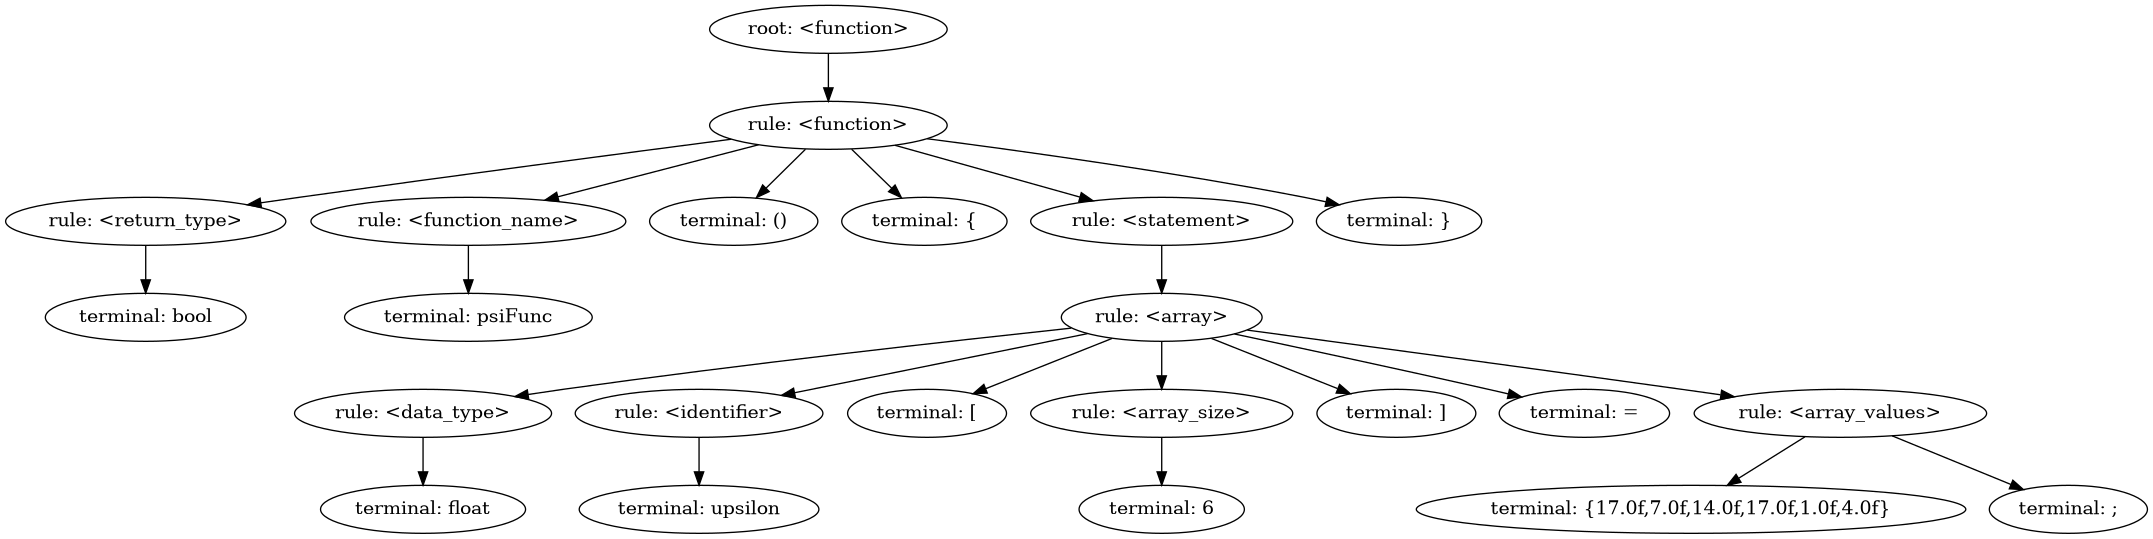 root: <function>
rule: <function>
rule: <return_type>
rule: <function_name>
terminal: ()
terminal: {
rule: <statement>
terminal: }
terminal: bool
terminal: psiFunc
rule: <array>
rule: <data_type>
rule: <identifier>
terminal: [
rule: <array_size>
terminal: ]
terminal: =
rule: <array_values>
terminal: float
terminal: upsilon
terminal: 6
terminal: {17.0f,7.0f,14.0f,17.0f,1.0f,4.0f}
terminal: ;